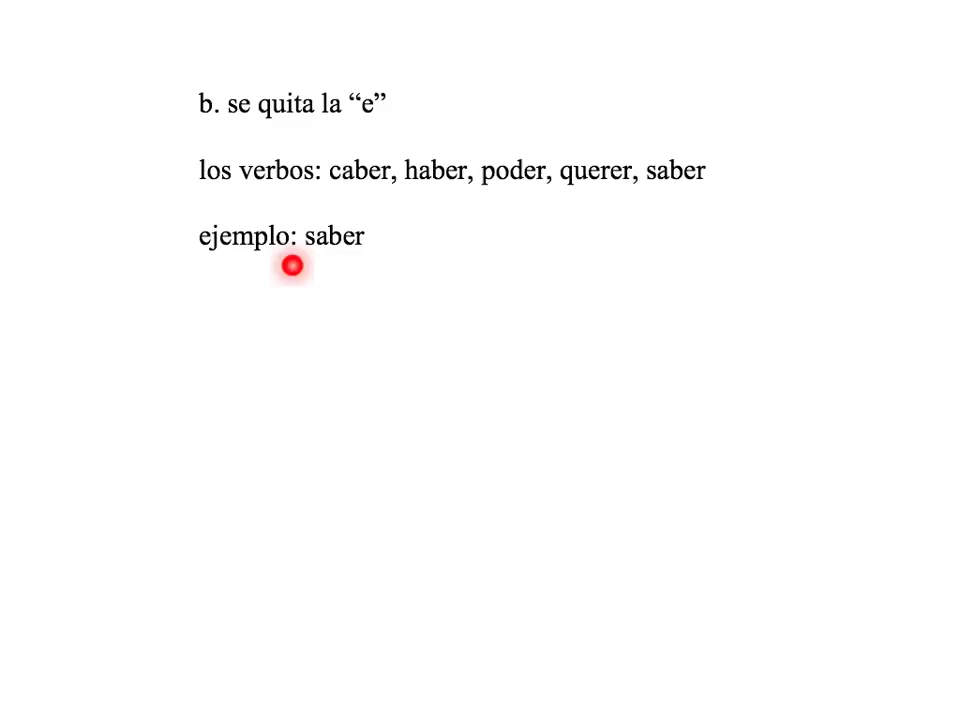 b. se quita la “e”
los verbos: caber, haber, poder, querer, saber
ejemplo: saber